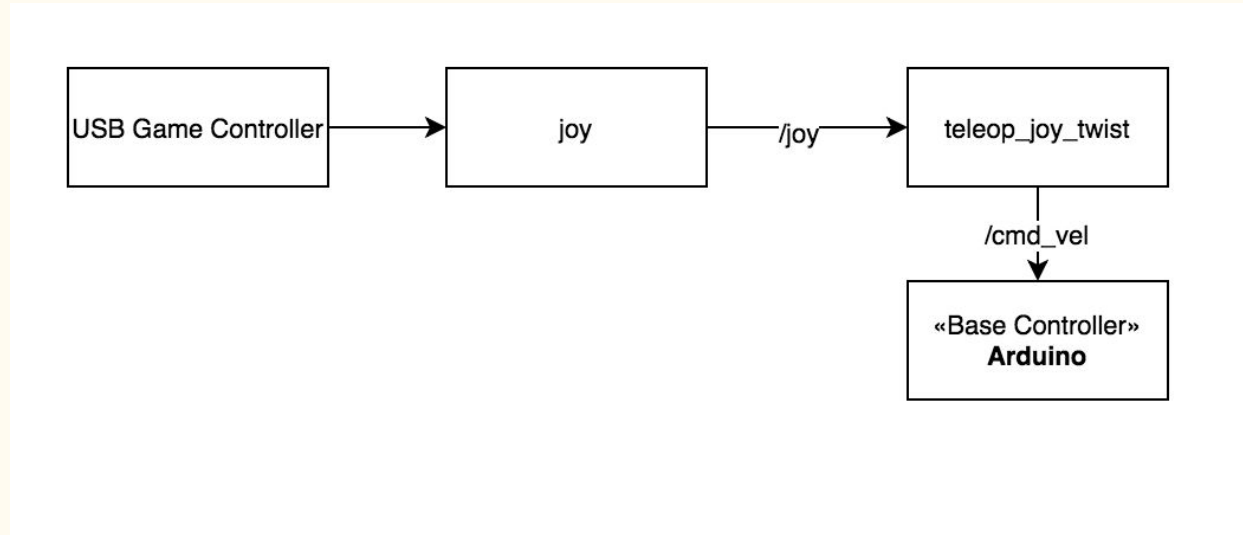 USB Game Controller
joy
/joy
teleop_joy_twist
/cmd_vel
«Base Controller»
Arduino